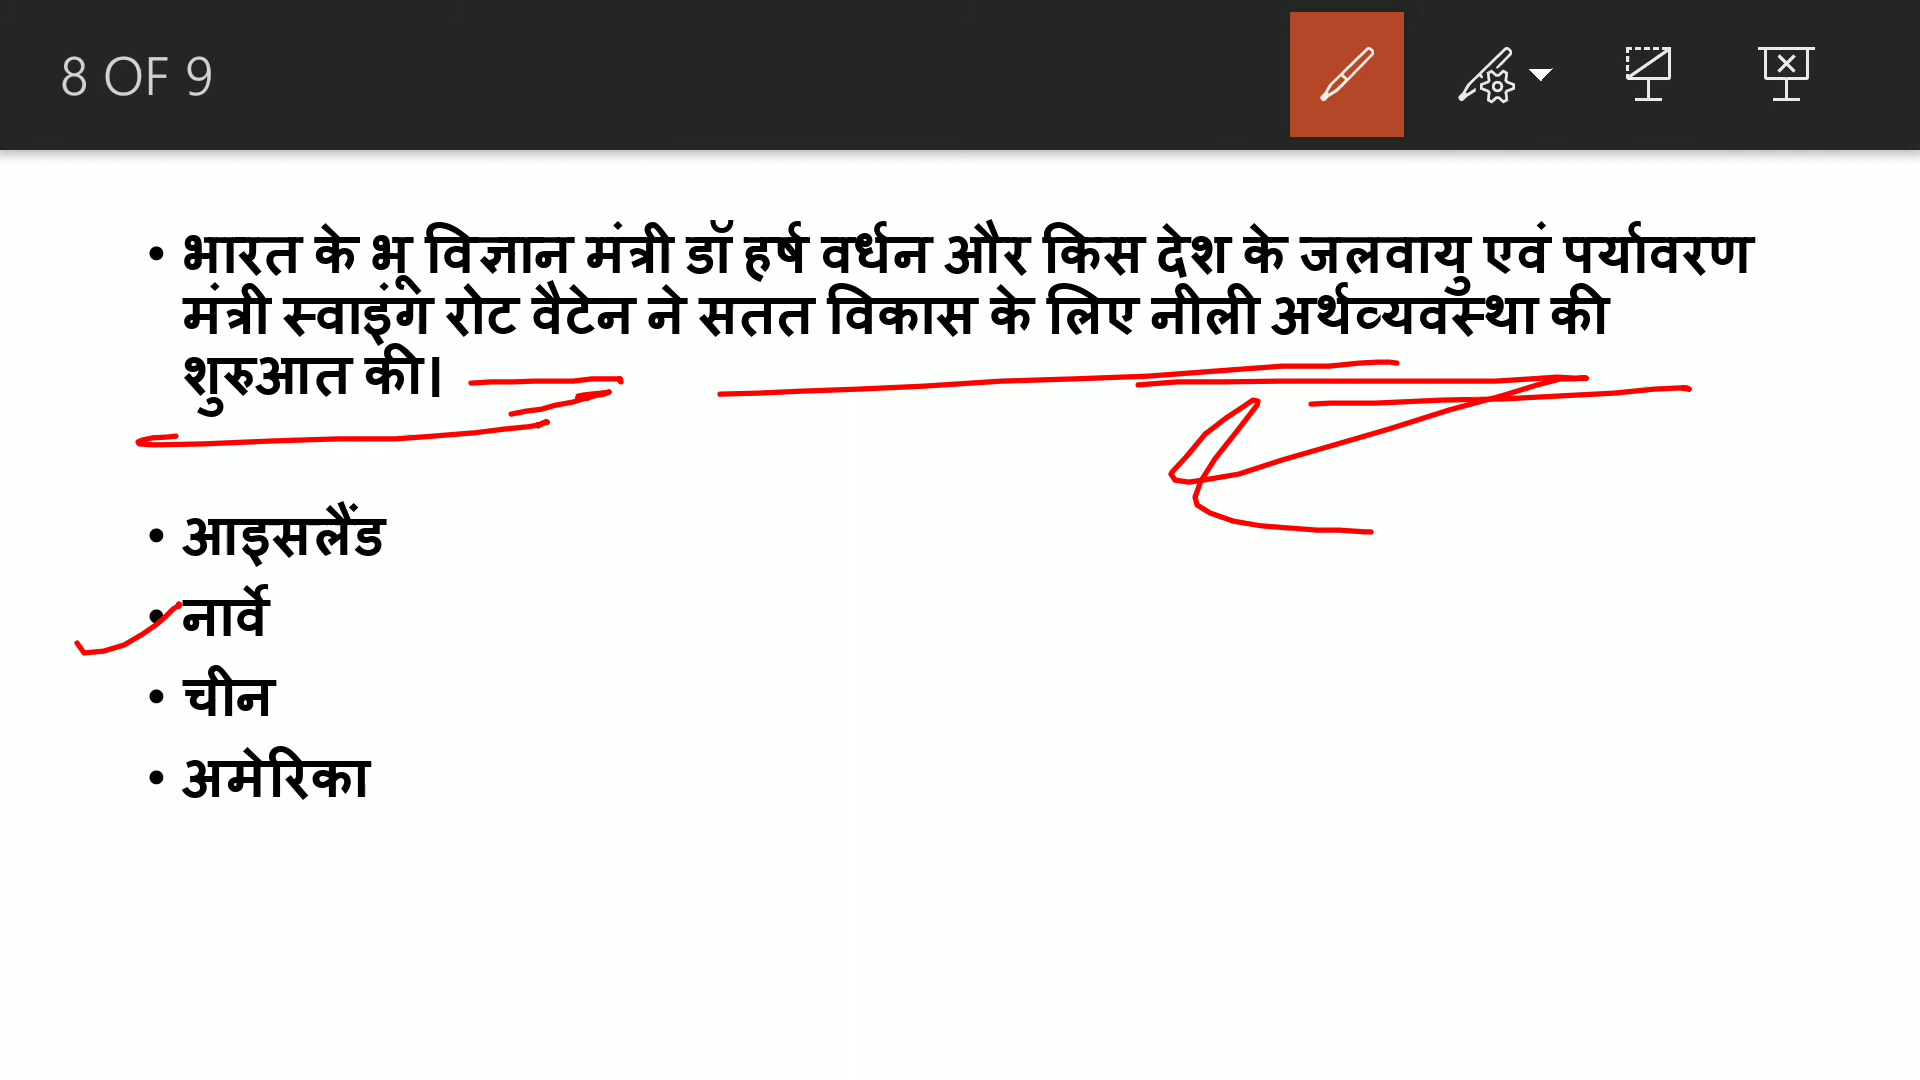 8 OF 9
• भारत के भू विज्ञान मंत्री डॉ हर्ष वर्धन और किस देश के जलवायु एवं पर्यावरण
मंत्री स्वाइंग रोट वैटेन ने सतत विकास के लिए नीली अर्थव्यवस्था की
शुरुआत की।
• आइसलैंड
• नार्वे
• चीन
• अमेरिका